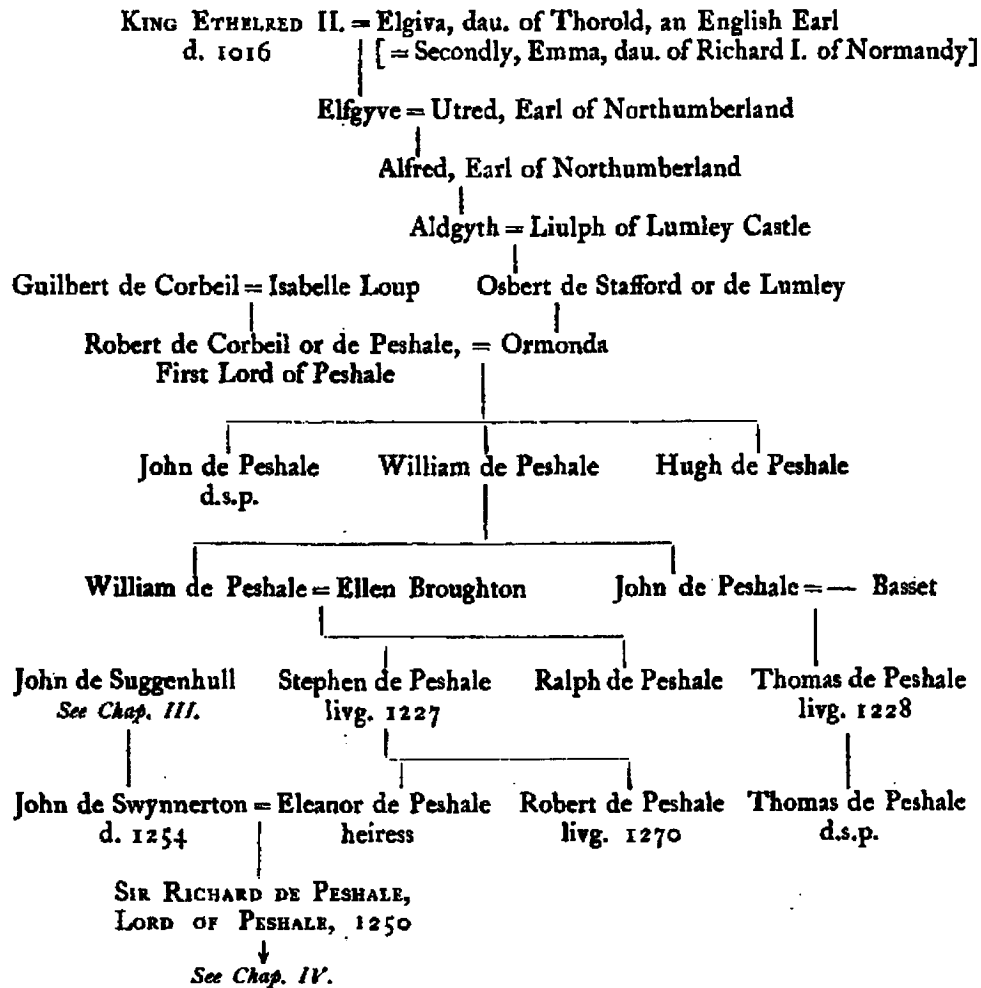 KING ETHELRED II. = Elgiva, dau. of Thorold, an English Earl
d. 1016 [= Secondly, Emma, dau. of Richard I. of Normandy]
Elfgyve = Utred, Earl of Northumberland
Alfred, Earl of Northumberland
Aldgyth = Liulph of Lumley Castle
Guilbert de Corbeil = Isabelle Loup Osbert de Stafford or de Lumley
Robert de Corbeil or de Peshale, = Ormonda
First Lord of Peshale
John de Peshale William de Peshale Hugh de Peshale
d.s.p.
William de Peshale = Ellen Broughton John de Peshale = — Basset
John de Suggenhull Stephen de Peshale Ralph de Peshale Thomas de Peshale
See Chap. III. livg. 1227 livg. 1228
John de Swynnerton = Eleanor de Peshale Robert de Peshale Thomas de Peshale
d. 1254 heiress livg. 1270 d.s.p.
SIR RICHARD DE PESHALE,
LORD OF PESHALE, 1250
See Chap. IV.